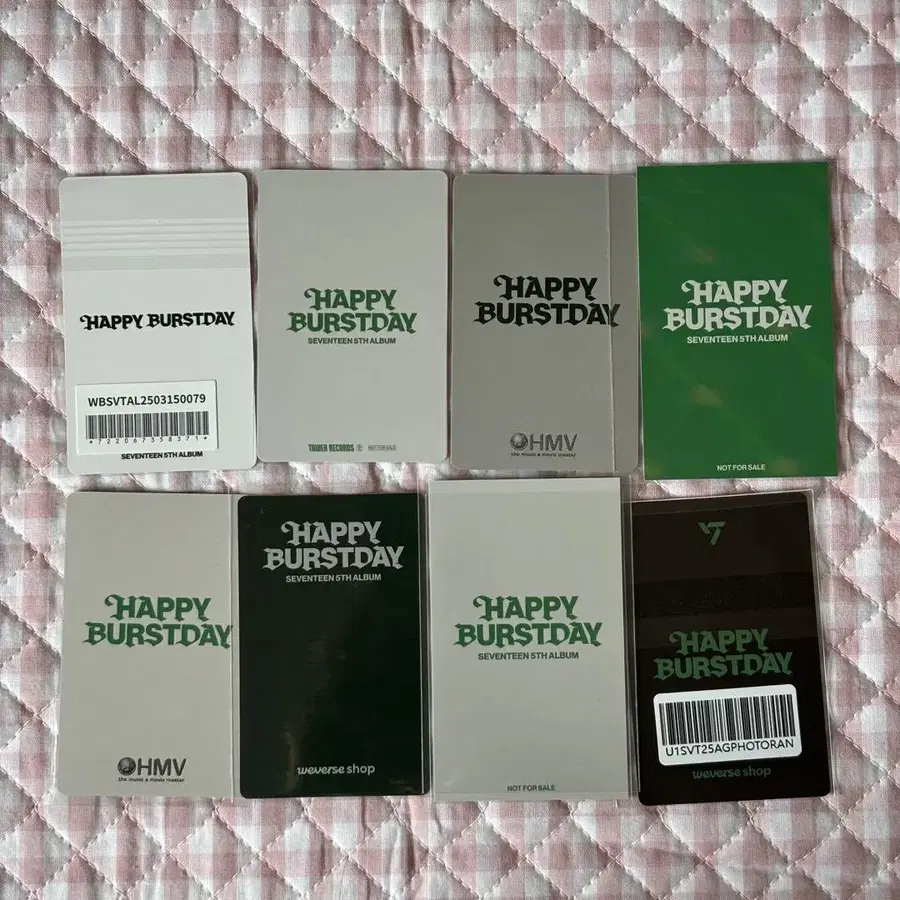 HAPPY BURSTDAY
WBSVTAL2503150079
*722067358371*
SEVENTEEN 5TH ALBUM
HAPPY
BURSTDAY
SEVENTEEN 5TH ALBUM
TOWER RECORDS
NOT FOR SALE
HAPPY
BURSTDAY
HMV
the music & movie master
HAPPY
BURSTDAY
SEVENTEEN 5TH ALBUM
NOT FOR SALE
HAPPY
BURSTDAY
HMV
the music & movie master
HAPPY
BURSTDAY
SEVENTEEN 5TH ALBUM
weverse shop
HAPPY
BURSTDAY
SEVENTEEN 5TH ALBUM
NOT FOR SALE
HAPPY
BURSTDAY
U1SVT25AGPHOTORAN
weverse shop